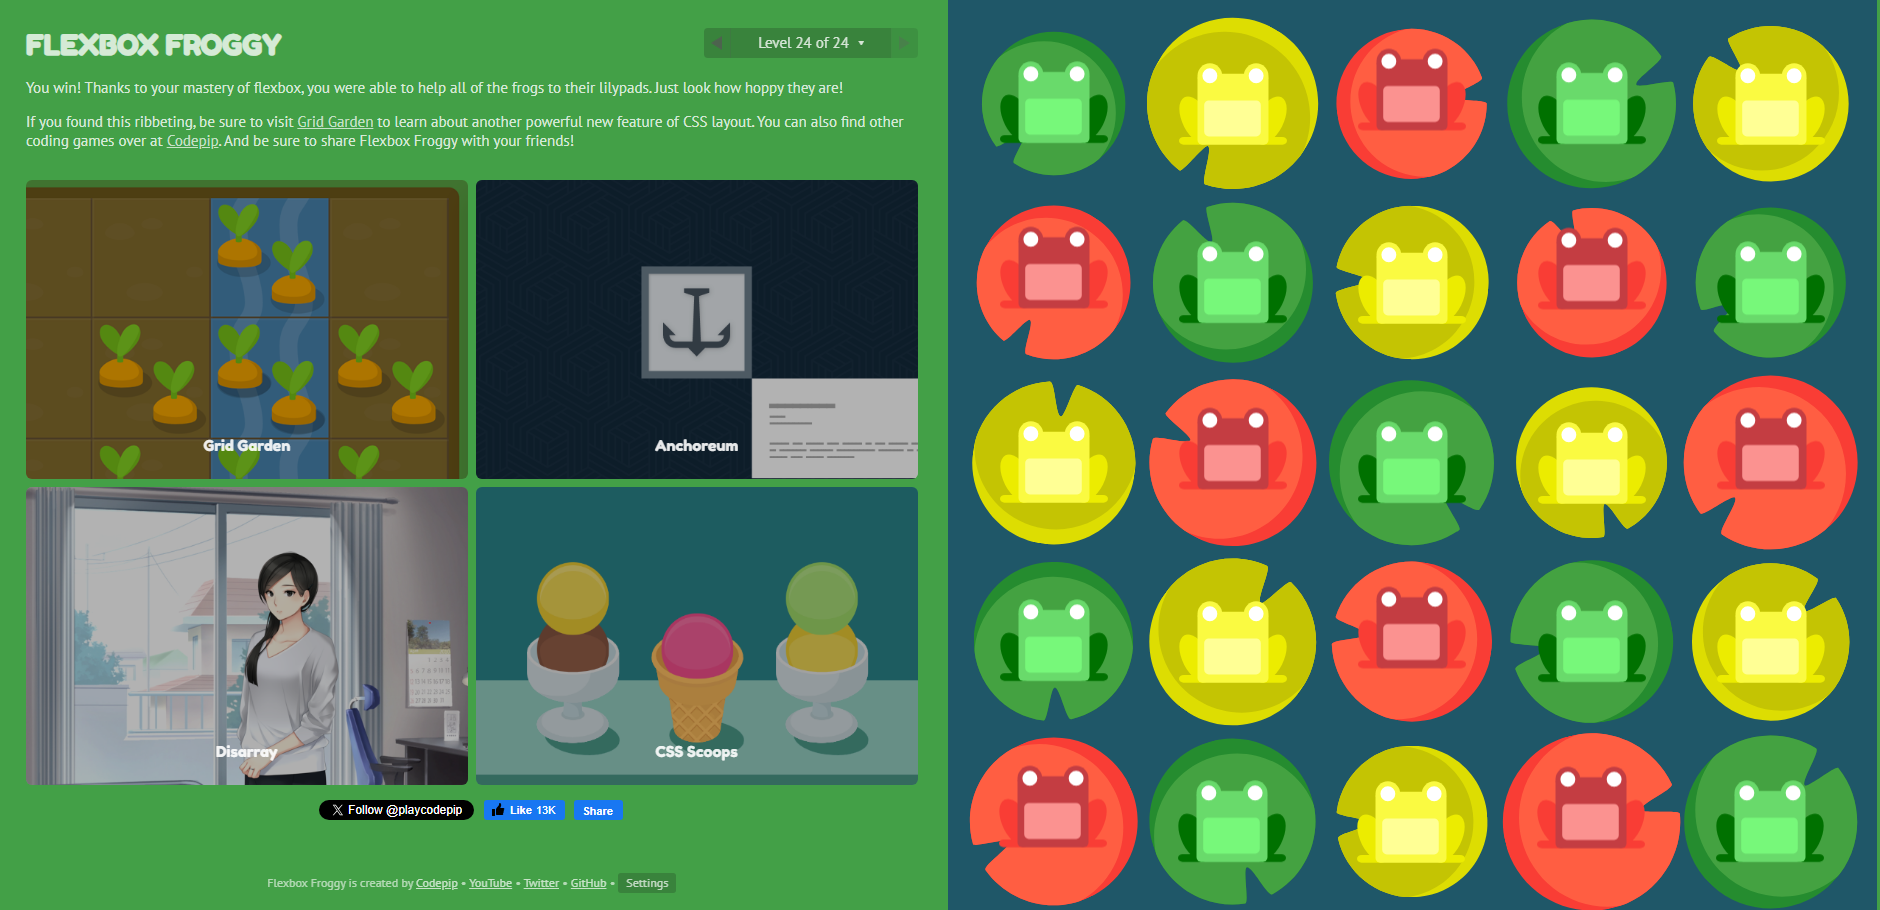 FLEXBOX FROGGY
Level 24 of 24
You win! Thanks to your mastery of flexbox, you were able to help all of the frogs to their lilypads. Just look how hoppy they are!
If you found this ribbeting, be sure to visit Grid Garden to learn about another powerful new feature of CSS layout. You can also find other
coding games over at Codepip. And be sure to share Flexbox Froggy with your friends!
Grid Garden
Anchoreum
Disarray
CSS Scoops
Follow @playcodepip
Like 13K
Share
Flexbox Froggy is created by Codepip • YouTube • Twitter • GitHub • Settings